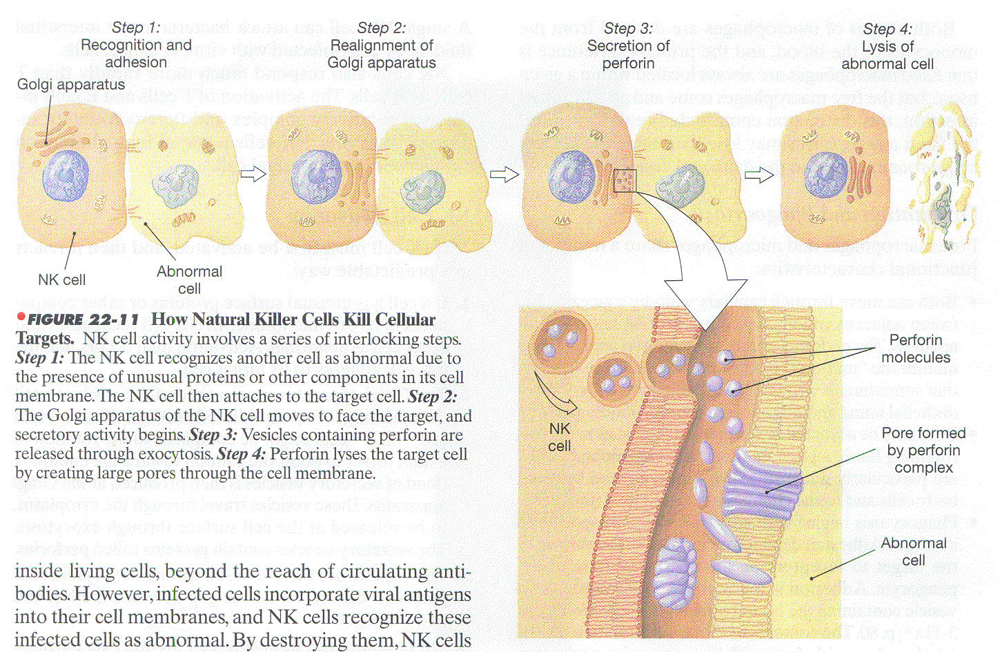 Step 1:
Recognition and
adhesion
Step 2:
Realignment of
Golgi apparatus
Step 3:
Secretion of
perforin
Step 4:
Lysis of
abnormal cell
Golgi apparatus
NK cell
Abnormal
cell
•FIGURE 22-11 How Natural Killer Cells Kill Cellular
Targets. NK cell activity involves a series of interlocking steps.
Step 1: The NK cell recognizes another cell as abnormal due to
the presence of unusual proteins or other components in its cell
membrane. The NK cell then attaches to the target cell. Step 2:
The Golgi apparatus of the NK cell moves to face the target, and
secretory activity begins. Step 3: Vesicles containing perforin are
released through exocytosis. Step 4: Perforin lyses the target cell
by creating large pores through the cell membrane.
NK
cell
Perforin
molecules
Pore formed
by perforin
complex
Abnormal
cell
inside living cells, beyond the reach of circulating anti-
bodies. However, infected cells incorporate viral antigens
into their cell membranes, and NK cells recognize these
infected cells as abnormal. By destroying them, NK cells